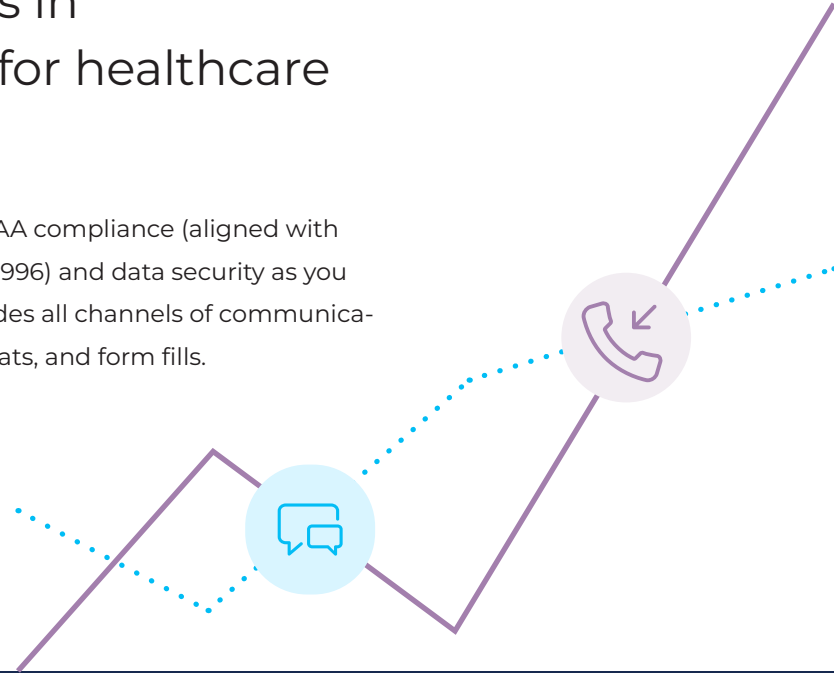 s in
for healthcare
AA compliance (aligned with
996) and data security as you
des all channels of communica-
ats, and form fills.